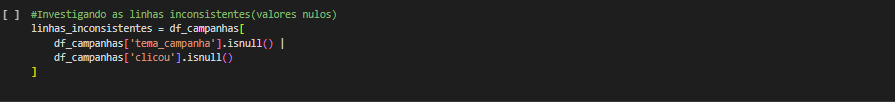 [ ] #Investigando as linhas inconsistentes(valores nulos)
linhas_inconsistentes = df_campanhas[
    df_campanhas['tema_campanha'].isnull() |
    df_campanhas['clicou'].isnull()
]